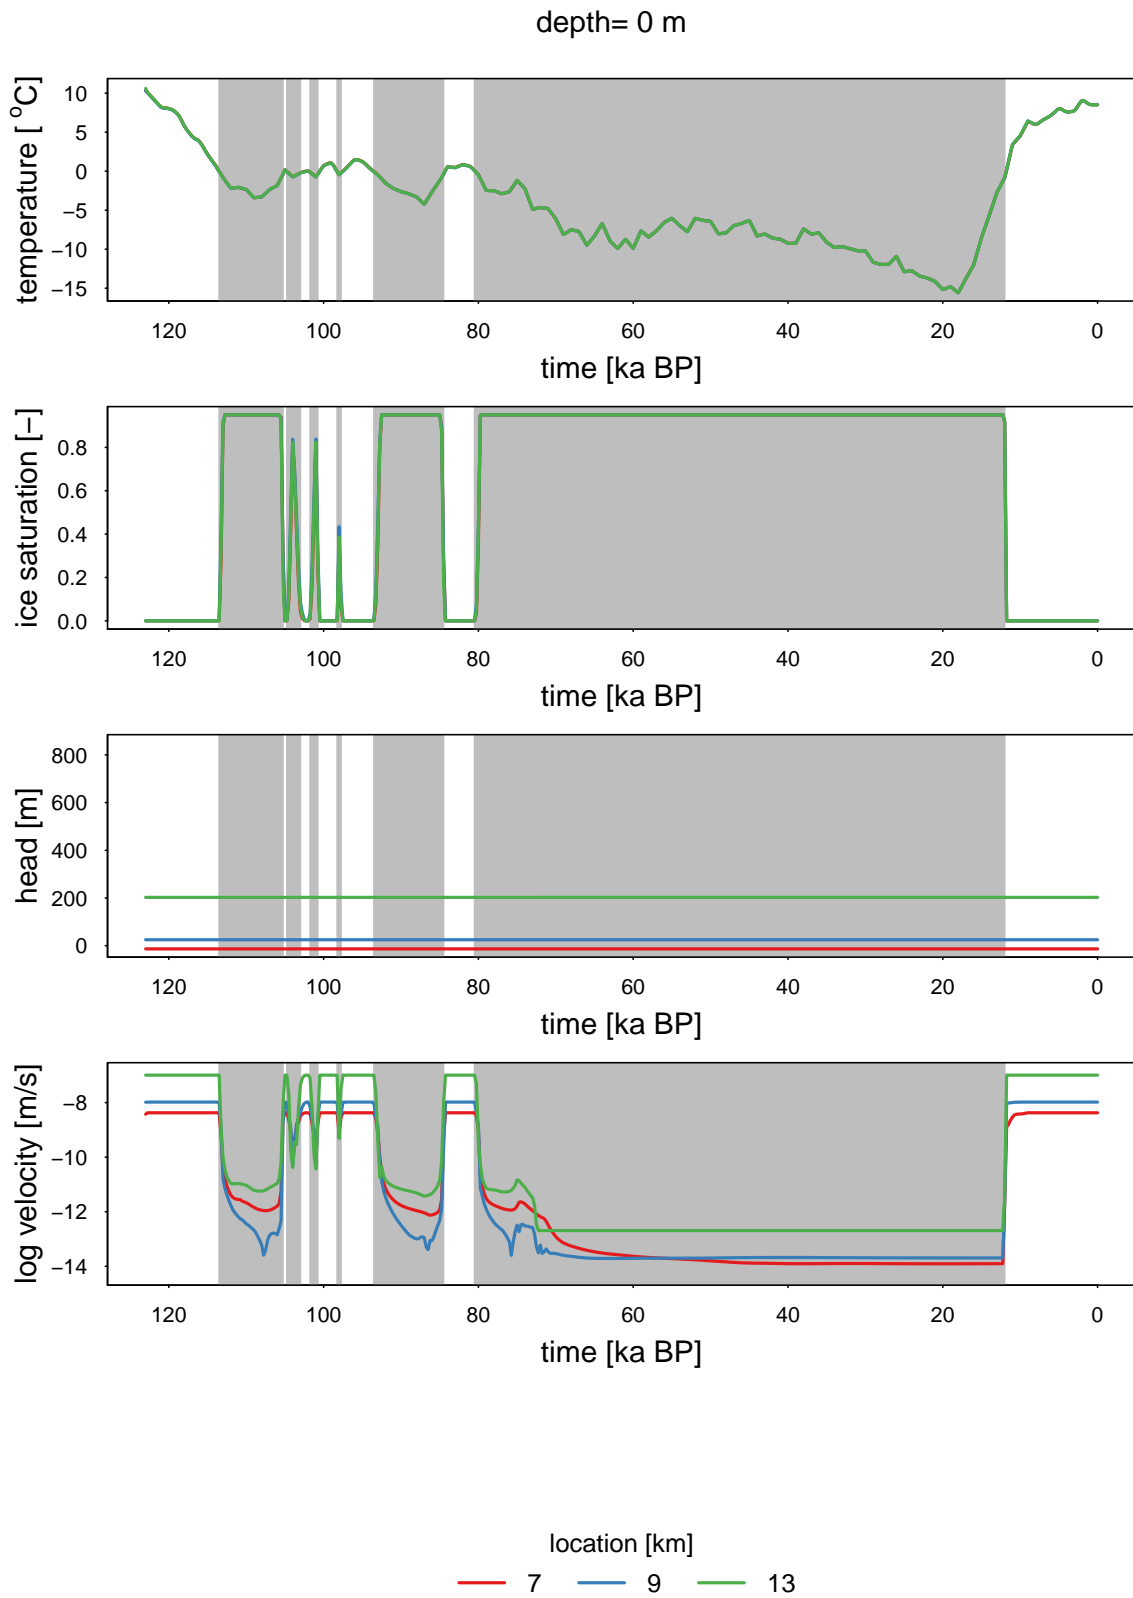 depth= 0 m
temperature [ °C]
10
5
0
−5
−10
−15
120 100 80 60 40 20 0
time [ka BP]
ice saturation [−]
0.8
0.6
0.4
0.2
0.0
120 100 80 60 40 20 0
time [ka BP]
head [m]
800
600
400
200
0
120 100 80 60 40 20 0
time [ka BP]
log velocity [m/s]
−8
−10
−12
−14
120 100 80 60 40 20 0
time [ka BP]
location [km]
7 9 13